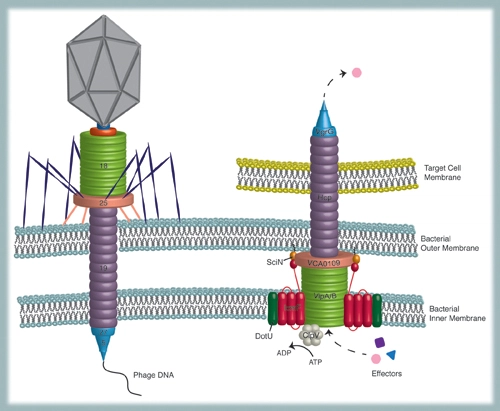 18
25
19
Phage DNA
VgrG
Hcp
Target Cell
Membrane
Bacterial
Outer Membrane
SciN
VCA0109
VipA/B
Bacterial
Inner Membrane
DotU
ClpV
ADP
ATP
Effectors